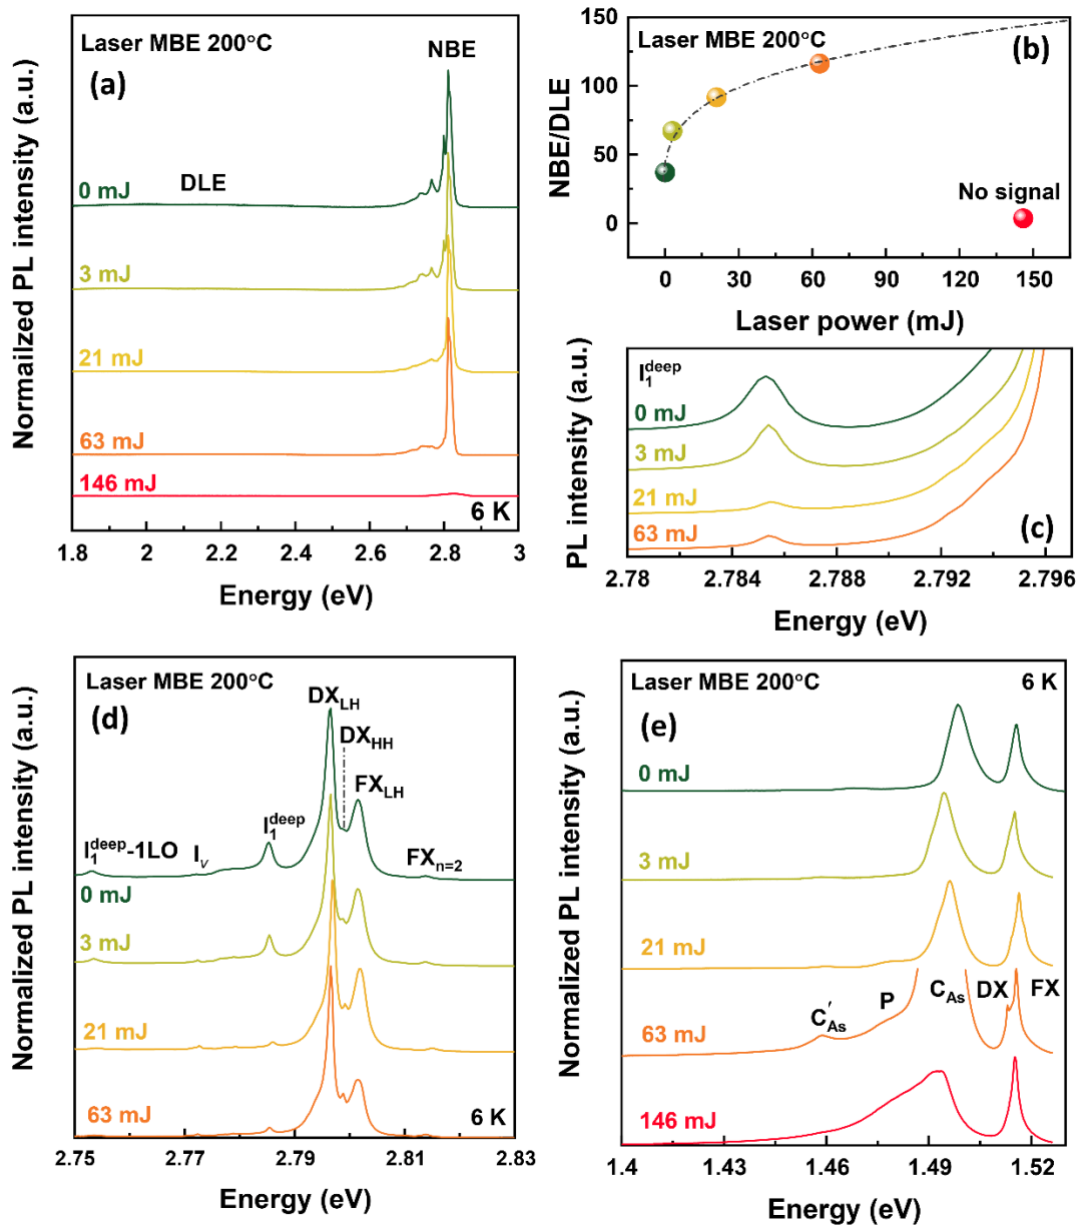 Normailzed PL intensity (a.u.)
Laser MBE 200°C
(a)
NBE
DLE
0 mJ
3 mJ
21 mJ
63 mJ
146 mJ
6 K
1.8 2 2.2 2.4 2.6 2.8 3
Energy (eV)
NBE/DLE
150
100
50
0
Laser MBE 200°C
(b)
No signal
0 30 60 90 120 150
Laser power (mJ)
PL intensity (a.u.)
I₁ᵈᵉᵉᵖ
0 mJ
3 mJ
21 mJ
63 mJ
(c)
2.78 2.784 2.788 2.792 2.796
Energy (eV)
Normalized PL intensity (a.u.)
Laser MBE 200°C
(d)
DX_LH
DX_HH
FX_LH
I₁ᵈᵉᵉᵖ-1LO
I_v
I₁ᵈᵉᵉᵖ
FX_n=2
0 mJ
3 mJ
21 mJ
63 mJ
6 K
2.75 2.77 2.79 2.81 2.83
Energy (eV)
Normalized PL intensity (a.u.)
Laser MBE 200°C
6 K
(e)
0 mJ
3 mJ
21 mJ
C'_As
P
C_As
DX
FX
63 mJ
146 mJ
1.4 1.43 1.46 1.49 1.52
Energy (eV)